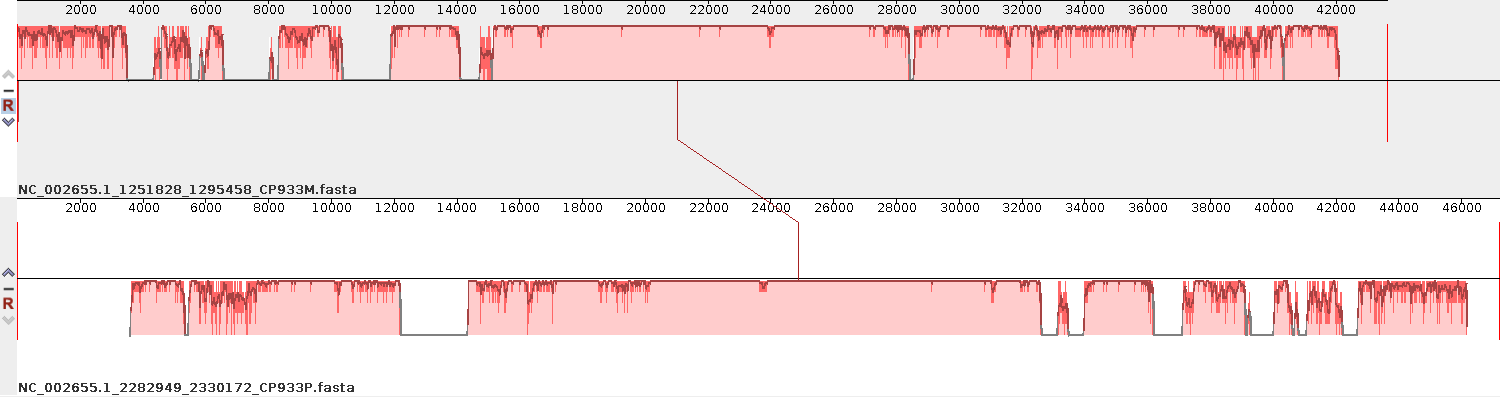 2000 4000 6000 8000 10000 12000 14000 16000 18000 20000 22000 24000 26000 28000 30000 32000 34000 36000 38000 40000 42000
R
NC_002655.1_1251828_1295458_CP933M.fasta
2000 4000 6000 8000 10000 12000 14000 16000 18000 20000 22000 24000 26000 28000 30000 32000 34000 36000 38000 40000 42000 44000 46000
R
NC_002655.1_2282949_2330172_CP933P.fasta